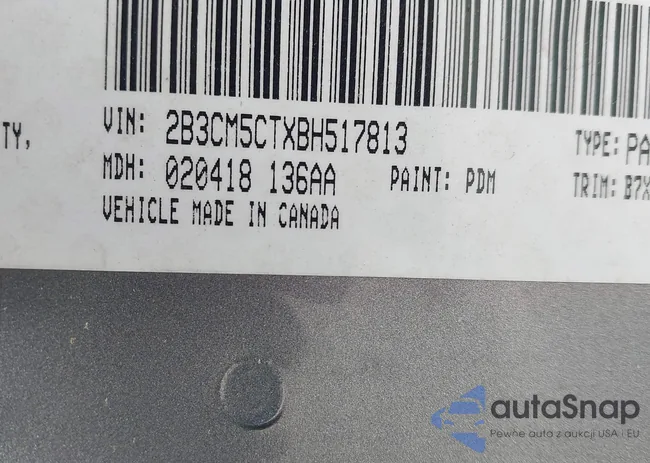 TY,
VIN: 2B3CM5CTXBH517813
TYPE: PA
MDH: 020418 136AA PAINT: PDM
TRIM: B7X
VEHICLE MADE IN CANADA
autaSnap
Pewne auta z aukcji USA i EU